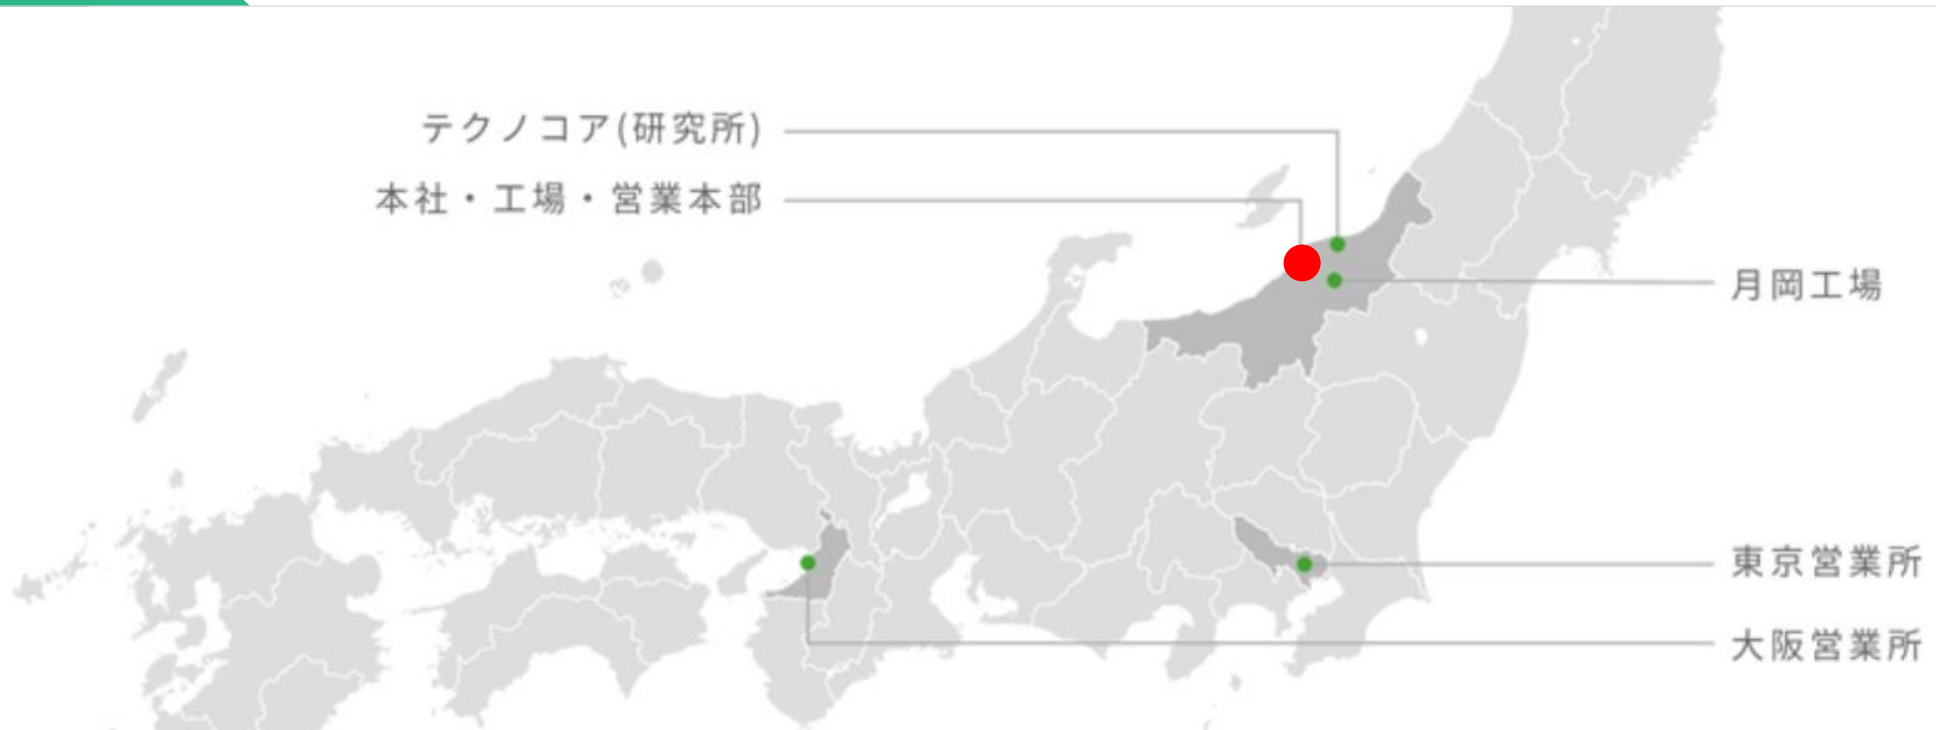 テクノコア(研究所)
本社・工場・営業本部
月岡工場
東京営業所
大阪営業所